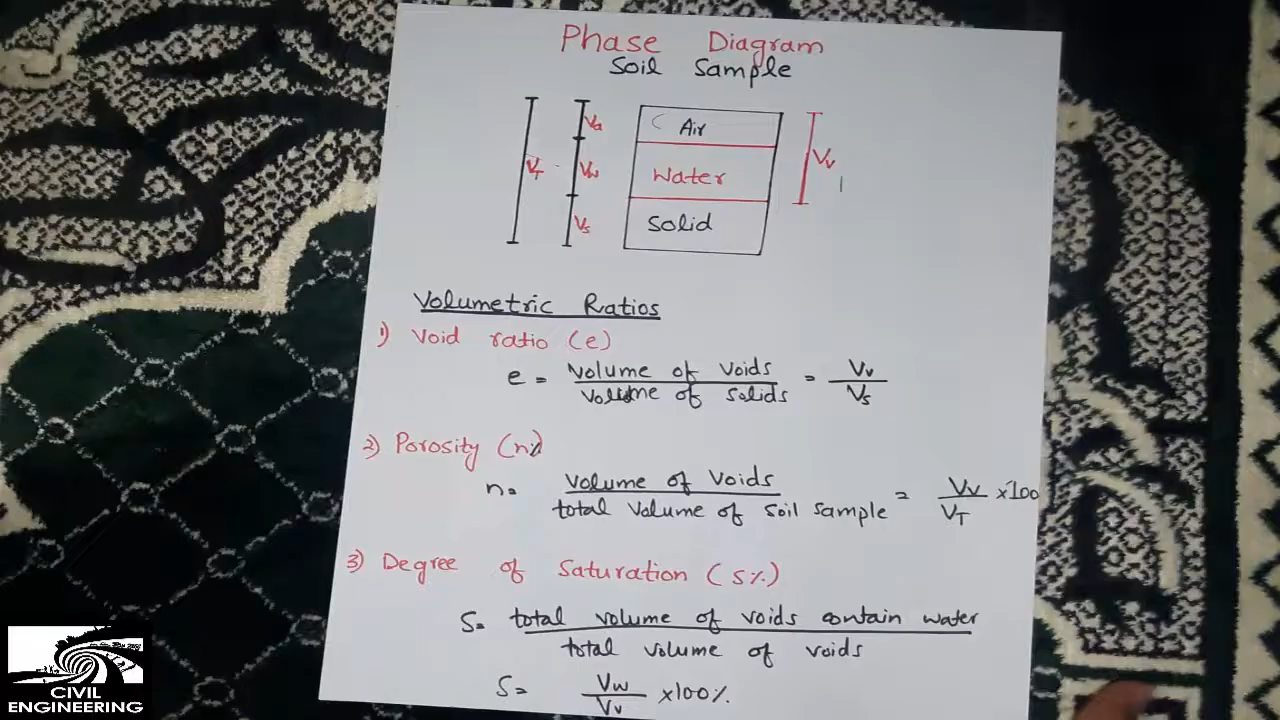 Phase Diagram
Soil Sample
Va
Air
VT
Vw
Water
Vv
Vs
Solid
Volumetric Ratios
1) Void ratio (e)
e = Volume of Voids / Volume of Solids = Vv / Vs
2) Porosity (n%)
n = Volume of Voids / total Volume of Soil Sample = Vv / VT ×100
3) Degree of Saturation (S%)
S = total volume of voids contain water / total volume of voids
S = Vw / Vv ×100%
CIVIL
ENGINEERING